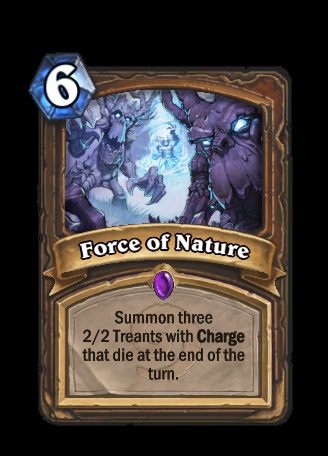 6
Force of Nature
Summon three
2/2 Treants with Charge
that die at the end of the
turn.